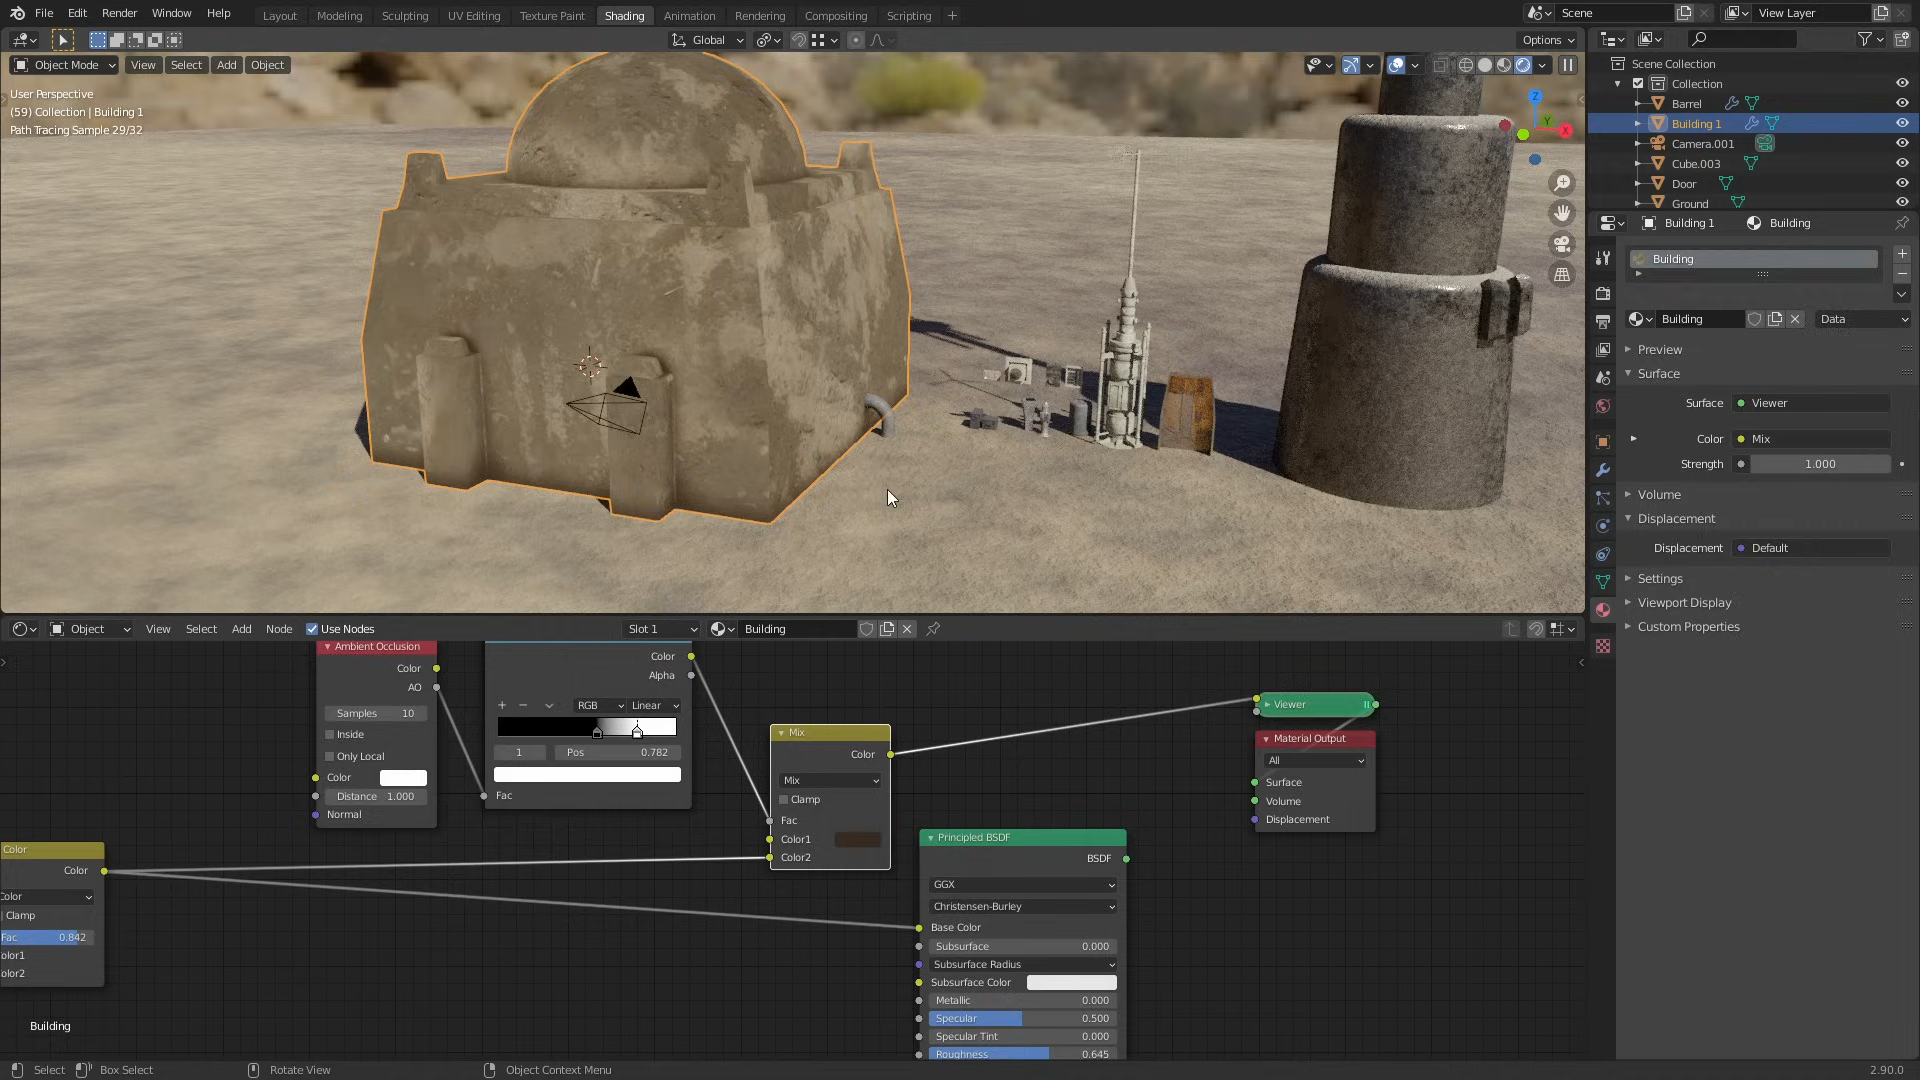 File Edit Render Window Help
Layout Modeling Sculpting UV Editing Texture Paint Shading Animation Rendering Compositing Scripting +
Scene
View Layer
Global
Options
Object Mode View Select Add Object
User Perspective
(59) Collection | Building 1
Path Tracing Sample 29/32
Z
Y
X
Scene Collection
Collection
Barrel
Building 1
Camera.001
Cube.003
Door
Ground
Building 1 Building
Building
Building Data
Preview
Surface
Surface Viewer
Color Mix
Strength 1.000
Volume
Displacement
Displacement Default
Settings
Viewport Display
Custom Properties
Object View Select Add Node Use Nodes Slot 1 Building
Ambient Occlusion
Color
AO
Samples 10
Inside
Only Local
Color
Distance 1.000
Normal
Color
Alpha
RGB Linear
1 Pos 0.782
Fac
Mix
Color
Mix
Clamp
Fac
Color1
Color2
Viewer
Material Output
All
Surface
Volume
Displacement
Color
Color
Color
Clamp
Fac 0.842
olor1
olor2
Principled BSDF
BSDF
GGX
Christensen-Burley
Base Color
Subsurface 0.000
Subsurface Radius
Subsurface Color
Metallic 0.000
Specular 0.500
Specular Tint 0.000
Roughness 0.645
Building
Select Box Select Rotate View Object Context Menu 2.90.0